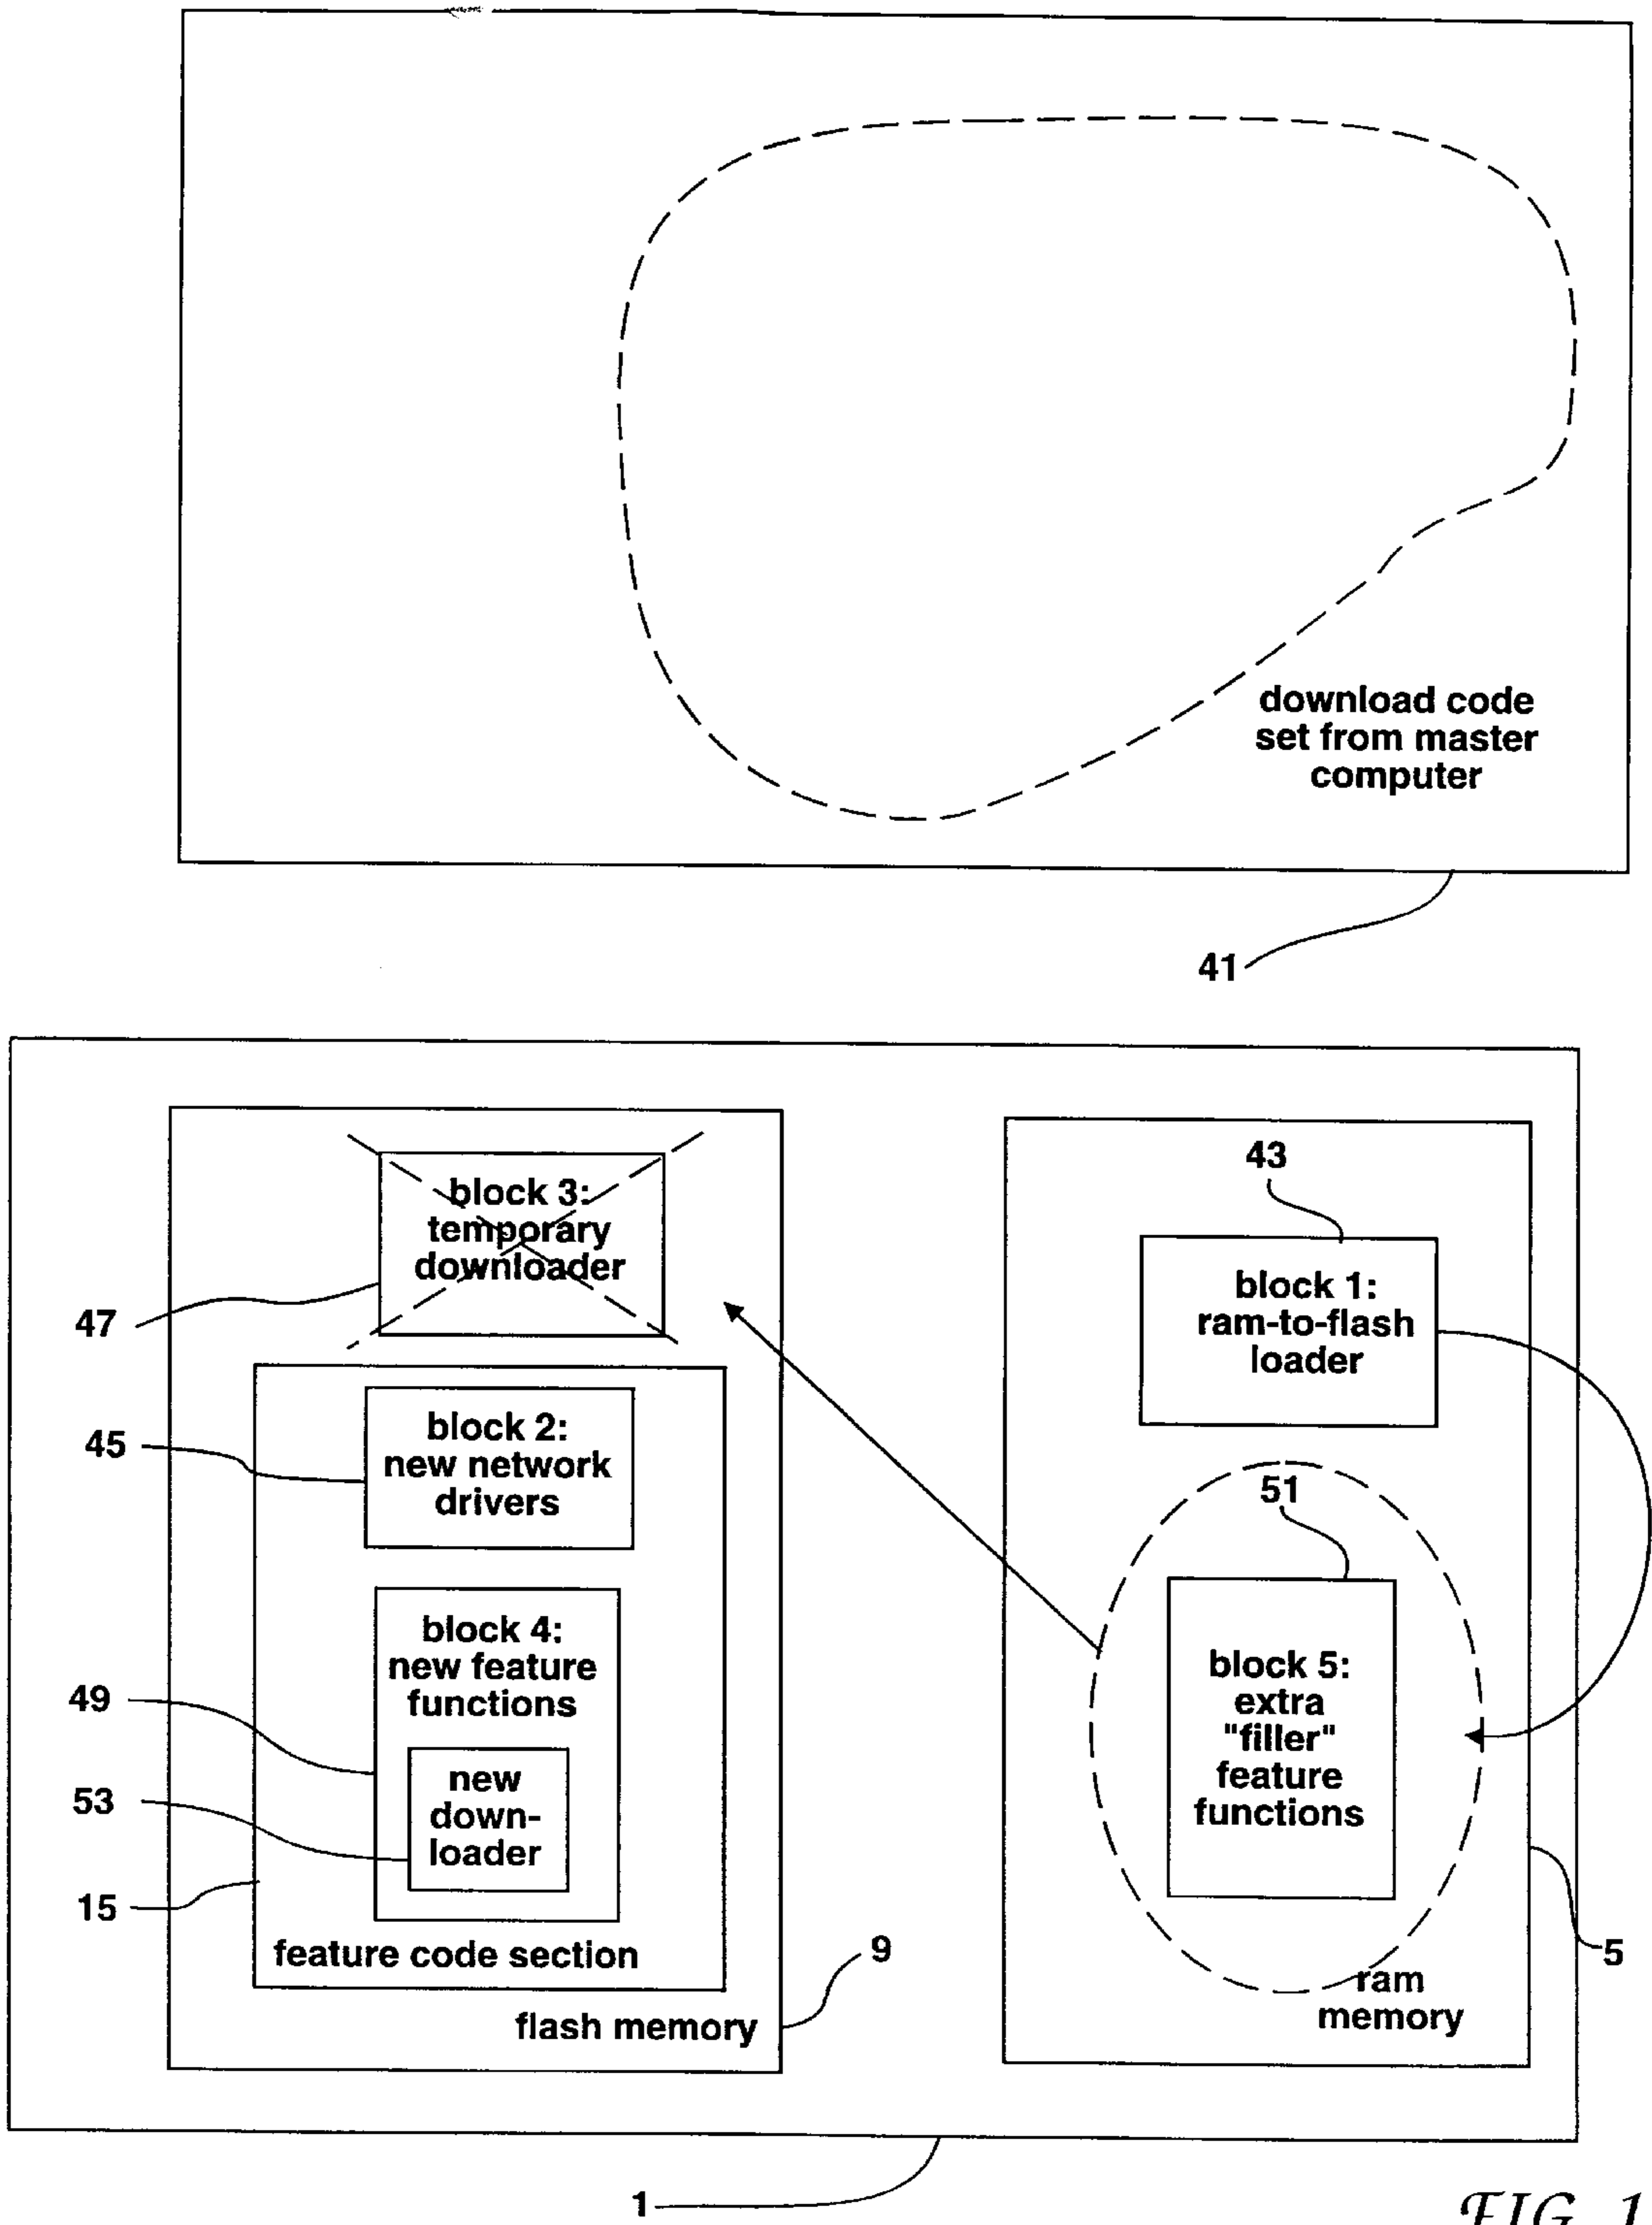 download code
set from master
computer
41
block 3:
temporary
downloader
47
43
block 1:
ram-to-flash
loader
block 2:
new network
drivers
45
51
block 4:
new feature
functions
49
block 5:
extra
"filler"
feature
functions
new
down-
loader
53
15
feature code section
9
5
ram
memory
flash memory
1
FIG. 1